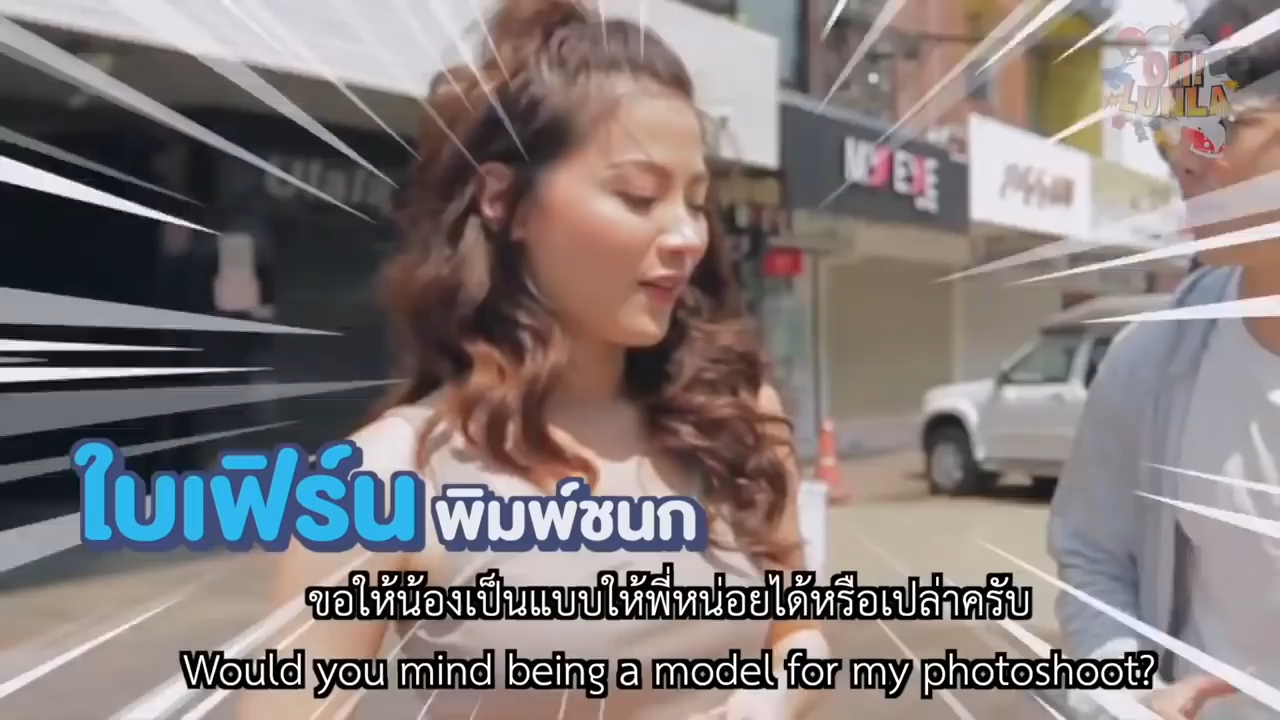 OH!
LUNLA
ใบเฟิร์น พิมพ์ชนก
ขอให้น้องเป็นแบบให้พี่หน่อยได้หรือเปล่าครับ
Would you mind being a model for my photoshoot?